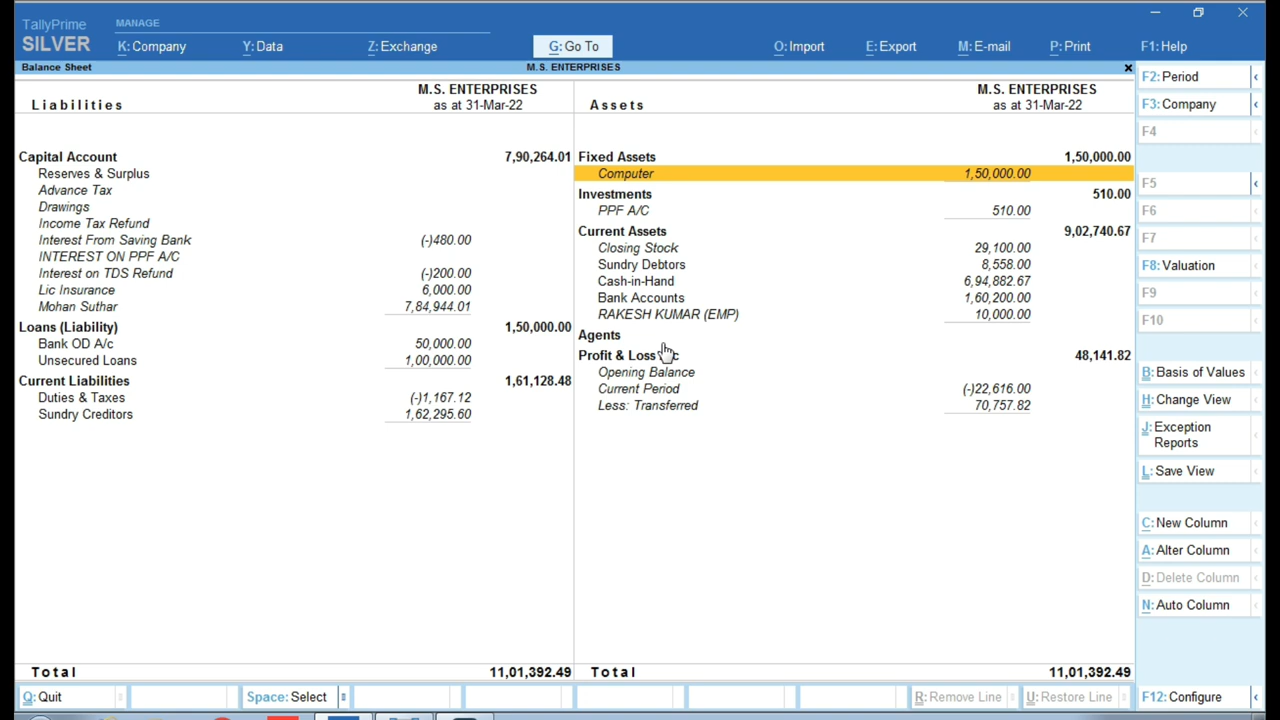 TallyPrime
SILVER
MANAGE
K: Company
Y: Data
Z: Exchange
G: Go To
O: Import
E: Export
M: E-mail
P: Print
F1: Help
Balance Sheet
M.S. ENTERPRISES
Liabilities
M.S. ENTERPRISES
as at 31-Mar-22
Assets
M.S. ENTERPRISES
as at 31-Mar-22
Capital Account 7,90,264.01
Reserves & Surplus
Advance Tax
Drawings
Income Tax Refund
Interest From Saving Bank (-)480.00
INTEREST ON PPF A/C
Interest on TDS Refund (-)200.00
Lic Insurance 6,000.00
Mohan Suthar 7,84,944.01
Loans (Liability) 1,50,000.00
Bank OD A/c 50,000.00
Unsecured Loans 1,00,000.00
Current Liabilities 1,61,128.48
Duties & Taxes (-)1,167.12
Sundry Creditors 1,62,295.60
Total 11,01,392.49
Fixed Assets 1,50,000.00
Computer 1,50,000.00
Investments 510.00
PPF A/C 510.00
Current Assets 9,02,740.67
Closing Stock 29,100.00
Sundry Debtors 8,558.00
Cash-in-Hand 6,94,882.67
Bank Accounts 1,60,200.00
RAKESH KUMAR (EMP) 10,000.00
Agents
Profit & Loss 48,141.82
Opening Balance
Current Period (-)22,616.00
Less: Transferred 70,757.82
Total 11,01,392.49
F2: Period
F3: Company
F4
F5
F6
F7
F8: Valuation
F9
F10
B: Basis of Values
H: Change View
J: Exception
Reports
L: Save View
C: New Column
A: Alter Column
D: Delete Column
N: Auto Column
Q: Quit
Space: Select
R: Remove Line
U: Restore Line
F12: Configure